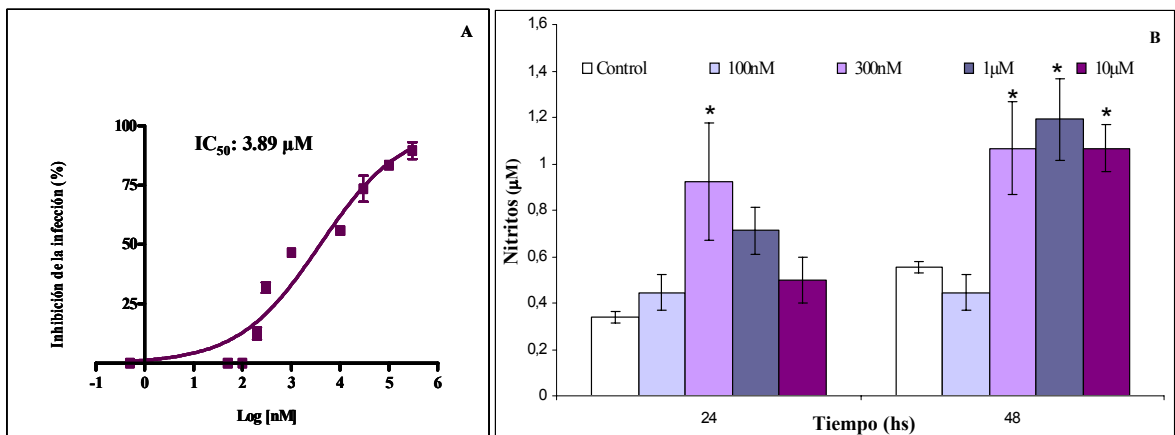 A
IC50: 3.89 µM
Inhibición de la infección (%)
100
75
50
25
-1 0 1 2 3 4 5 6
Log [nM]
B
Control 100nM 300nM 1µM 10µM
Nitritos (µM)
1,6
1,4
1,2
1
0,8
0,6
0,4
0,2
0
* * * *
24 48
Tiempo (hs)